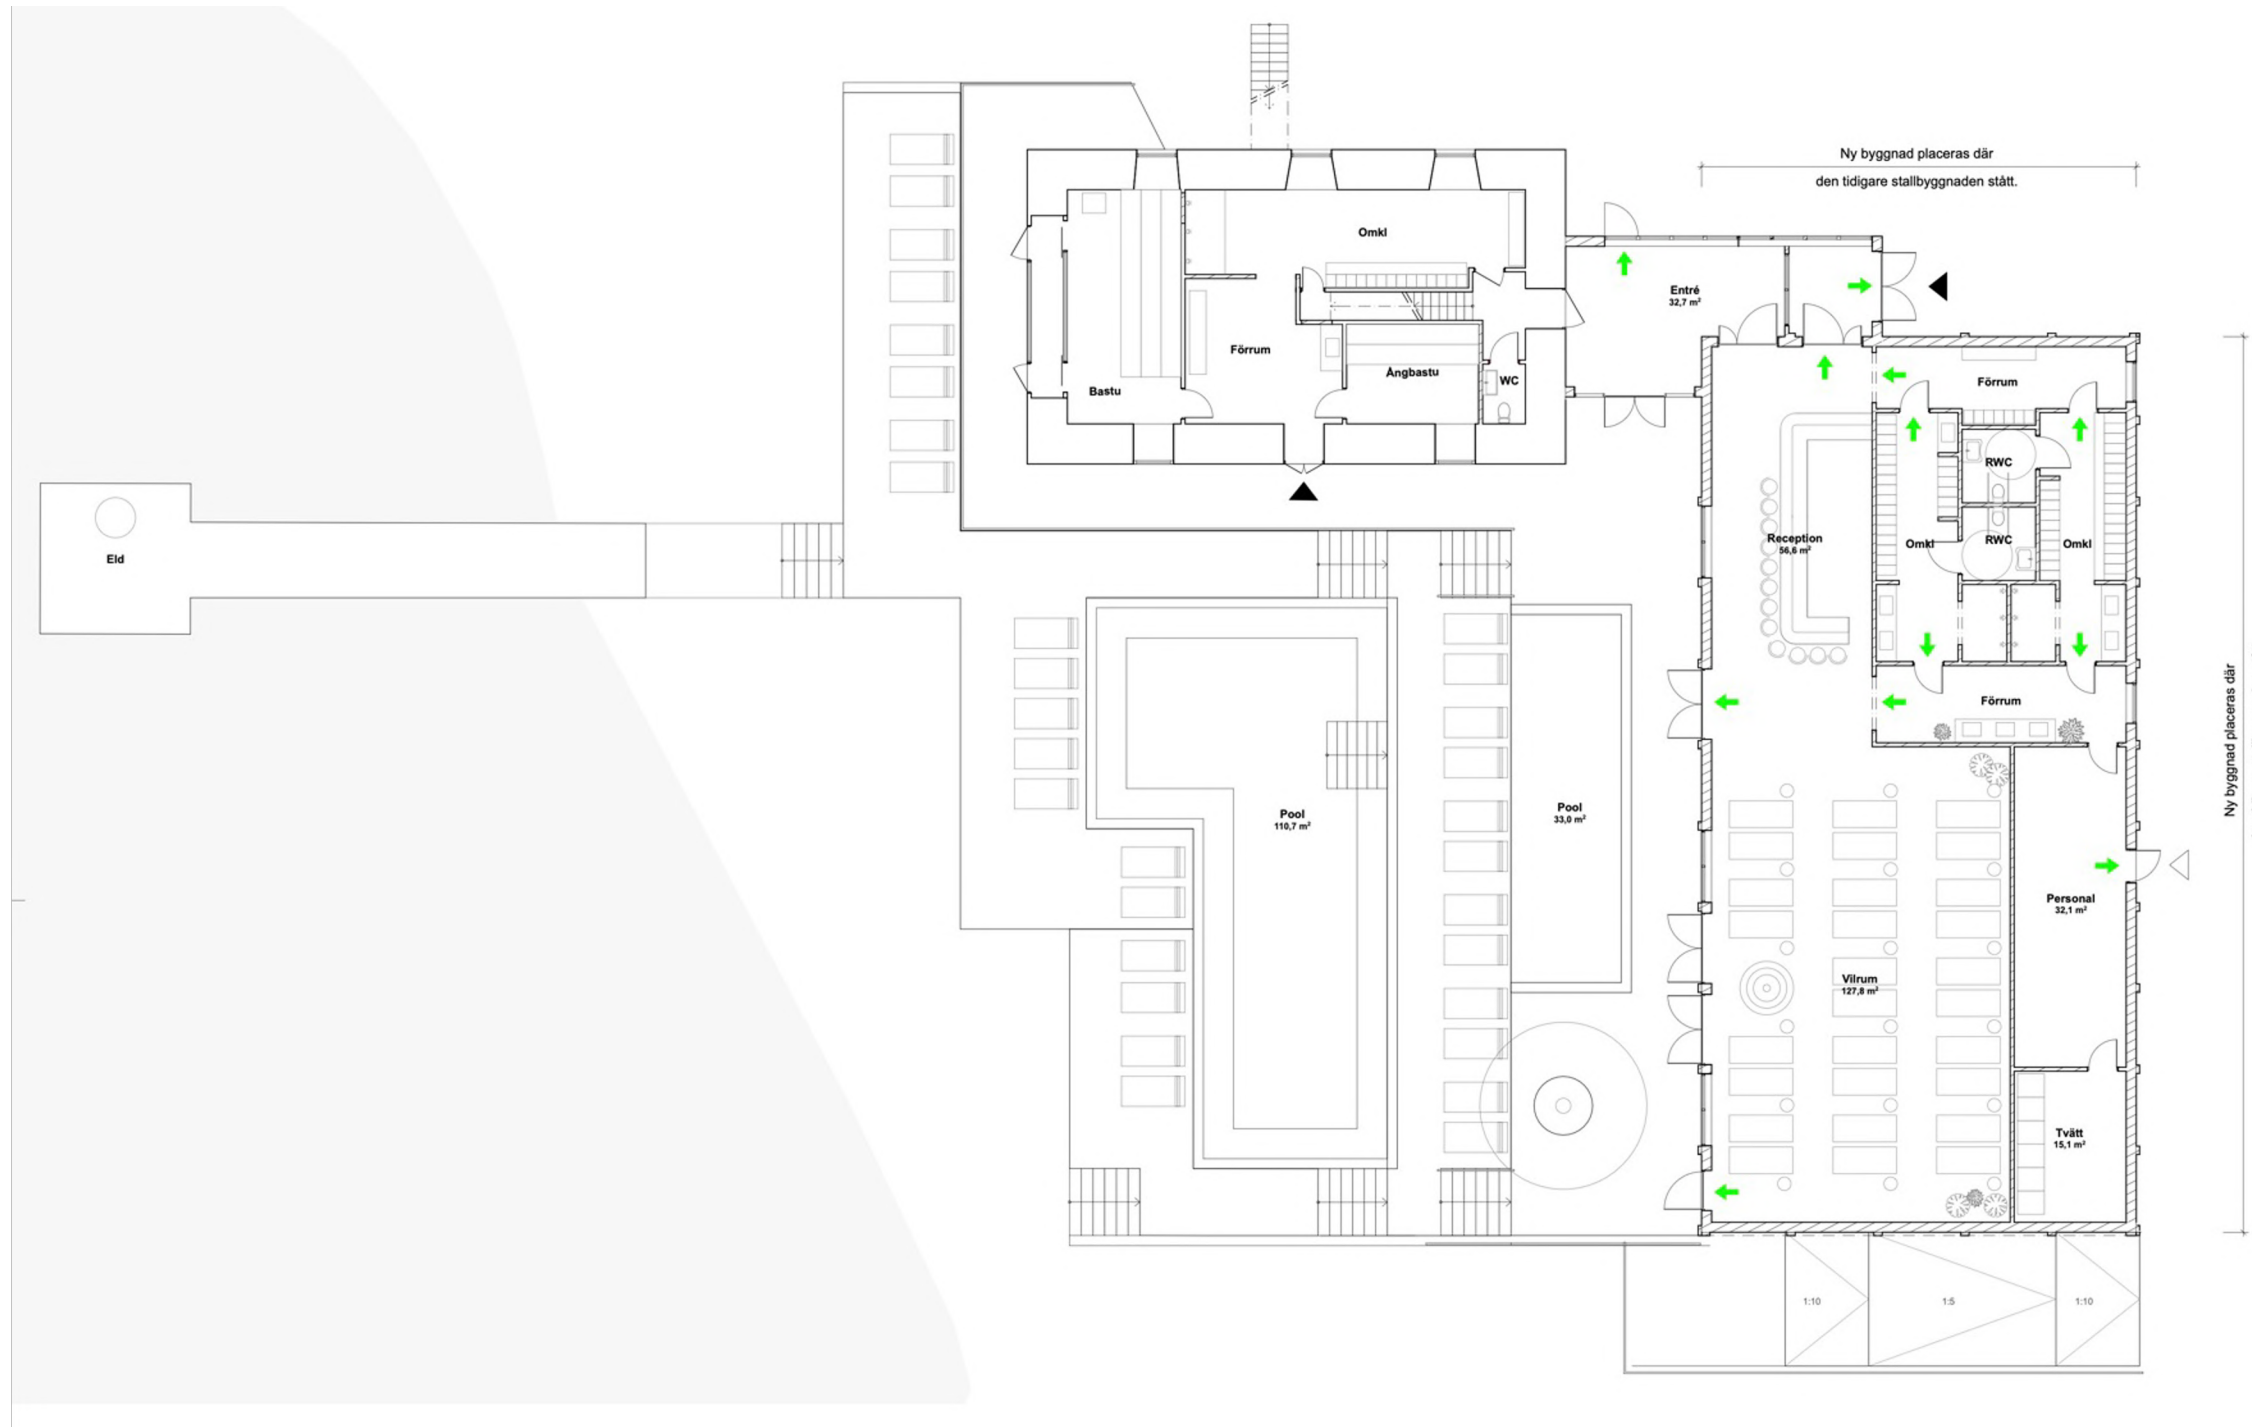 Ny byggnad placeras där
den tidigare stallbyggnaden stått.
Omkl
Entré
32,7 m²
Förrum
Ångbastu
WC
Bastu
Förrum
RWC
Reception
56,6 m²
Omkl
RWC
Omkl
Eld
Förrum
Ny byggnad placeras där
Pool
110,7 m²
Pool
33,0 m²
Personal
32,1 m²
Vilrum
127,8 m²
Tvätt
15,1 m²
1:10
1:5
1:10